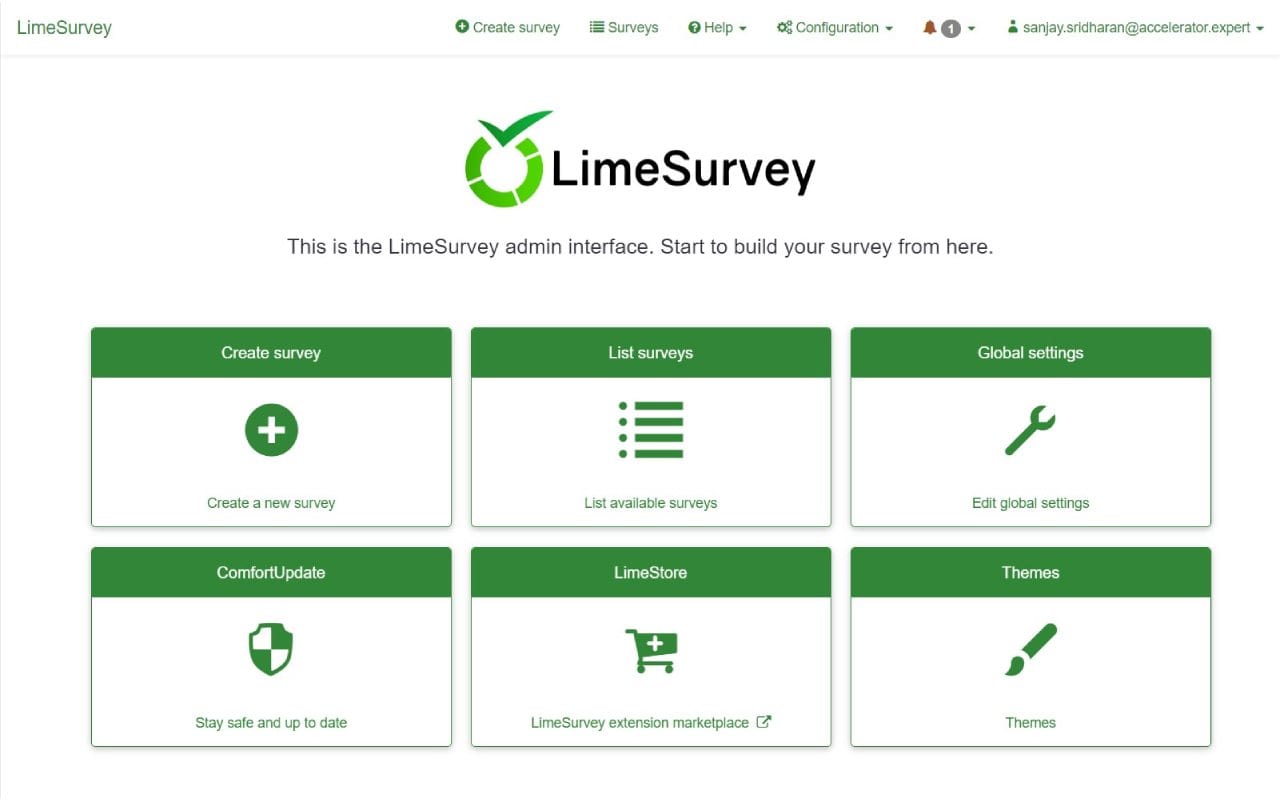 LimeSurvey Create survey Surveys Help Configuration 1 sanjay.sridharan@accelerator.expert
LimeSurvey
This is the LimeSurvey admin interface. Start to build your survey from here.
Create survey List surveys Global settings
Create a new survey List available surveys Edit global settings
ComfortUpdate LimeStore Themes
Stay safe and up to date LimeSurvey extension marketplace Themes